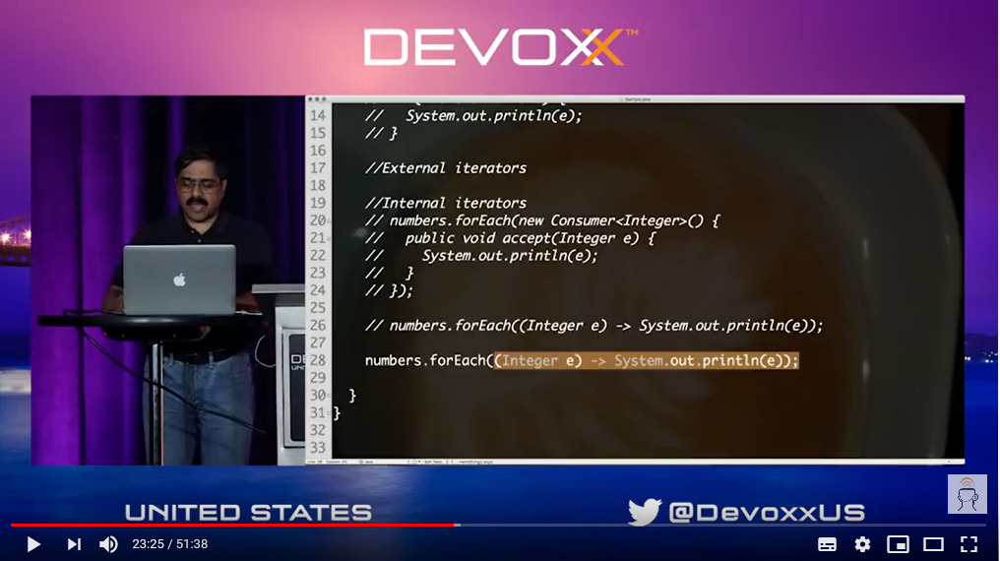 DEVOXX™
14 // System.out.println(e);
15 // }
16
17 //External iterators
18
19 //Internal iterators
20 // numbers.forEach(new Consumer<Integer>() {
21 // public void accept(Integer e) {
22 // System.out.println(e);
23 // }
24 // });
25
26 // numbers.forEach((Integer e) -> System.out.println(e));
27
28 numbers.forEach((Integer e) -> System.out.println(e));
29
30 }
31 }
32
33
UNITED STATES
@DevoxxUS
23:25 / 51:38